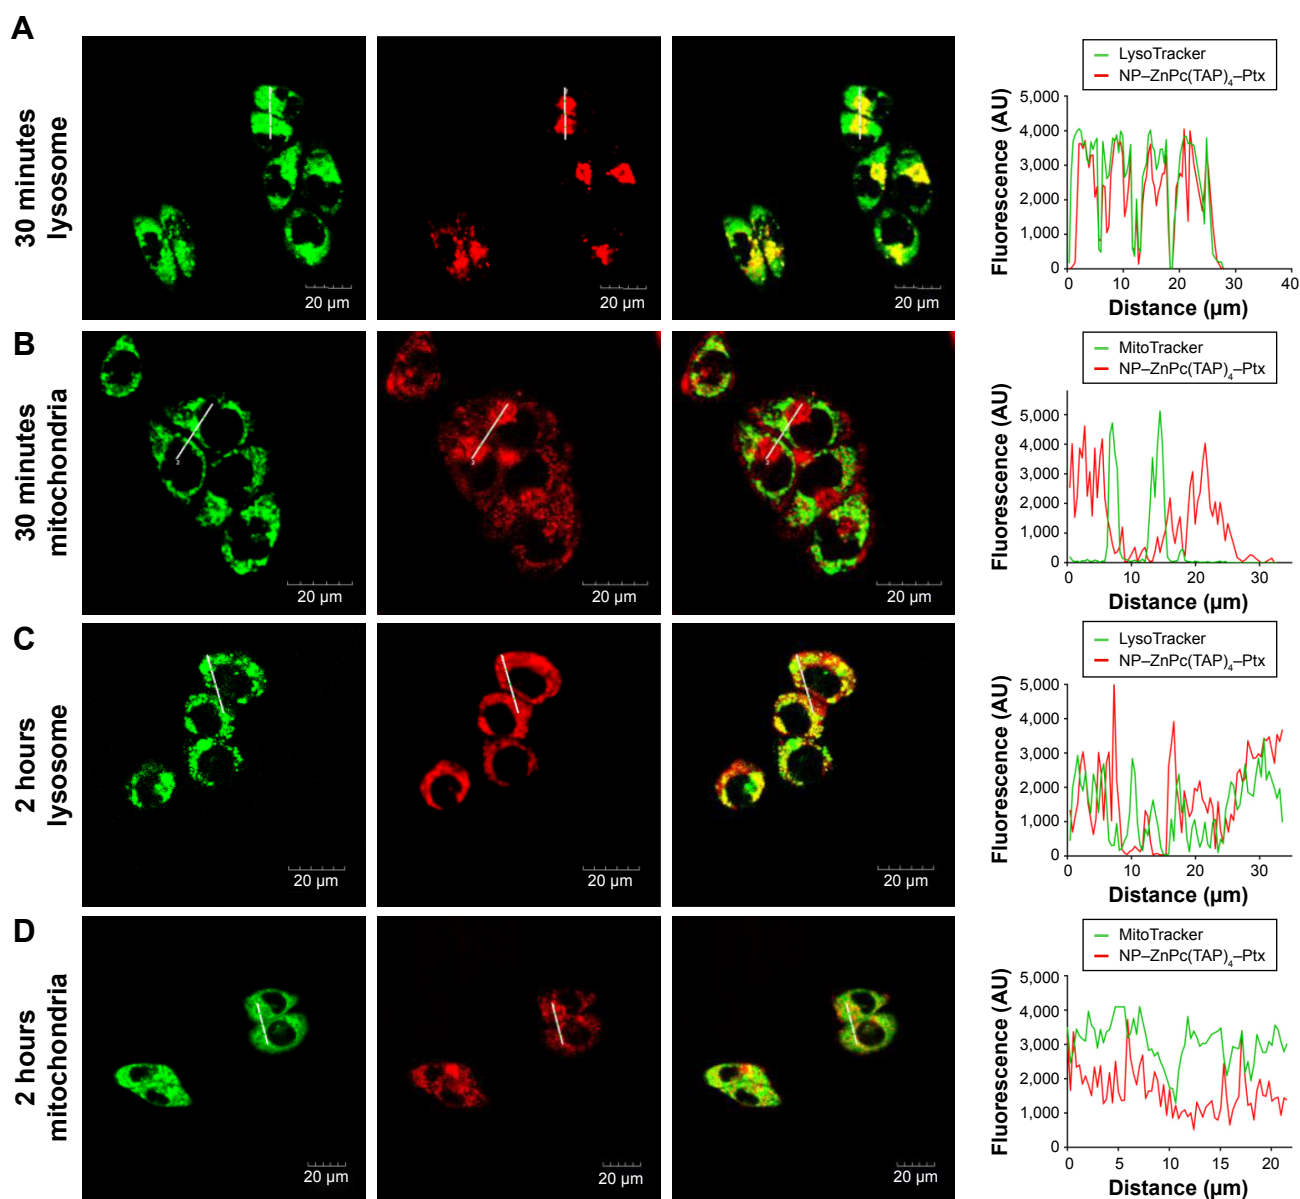 A
30 minutes
lysosome
20 µm
20 µm
20 µm
LysoTracker
NP–ZnPc(TAP)₄–Ptx
Fluorescence (AU)
5,000
4,000
3,000
2,000
1,000
0
0 10 20 30 40
Distance (µm)
B
30 minutes
mitochondria
20 µm
20 µm
20 µm
MitoTracker
NP–ZnPc(TAP)₄–Ptx
Fluorescence (AU)
5,000
4,000
3,000
2,000
1,000
0
0 10 20 30
Distance (µm)
C
2 hours
lysosome
20 µm
20 µm
20 µm
LysoTracker
NP–ZnPc(TAP)₄–Ptx
Fluorescence (AU)
5,000
4,000
3,000
2,000
1,000
0
0 10 20 30
Distance (µm)
D
2 hours
mitochondria
20 µm
20 µm
20 µm
MitoTracker
NP–ZnPc(TAP)₄–Ptx
Fluorescence (AU)
5,000
4,000
3,000
2,000
1,000
0
0 5 10 15 20
Distance (µm)